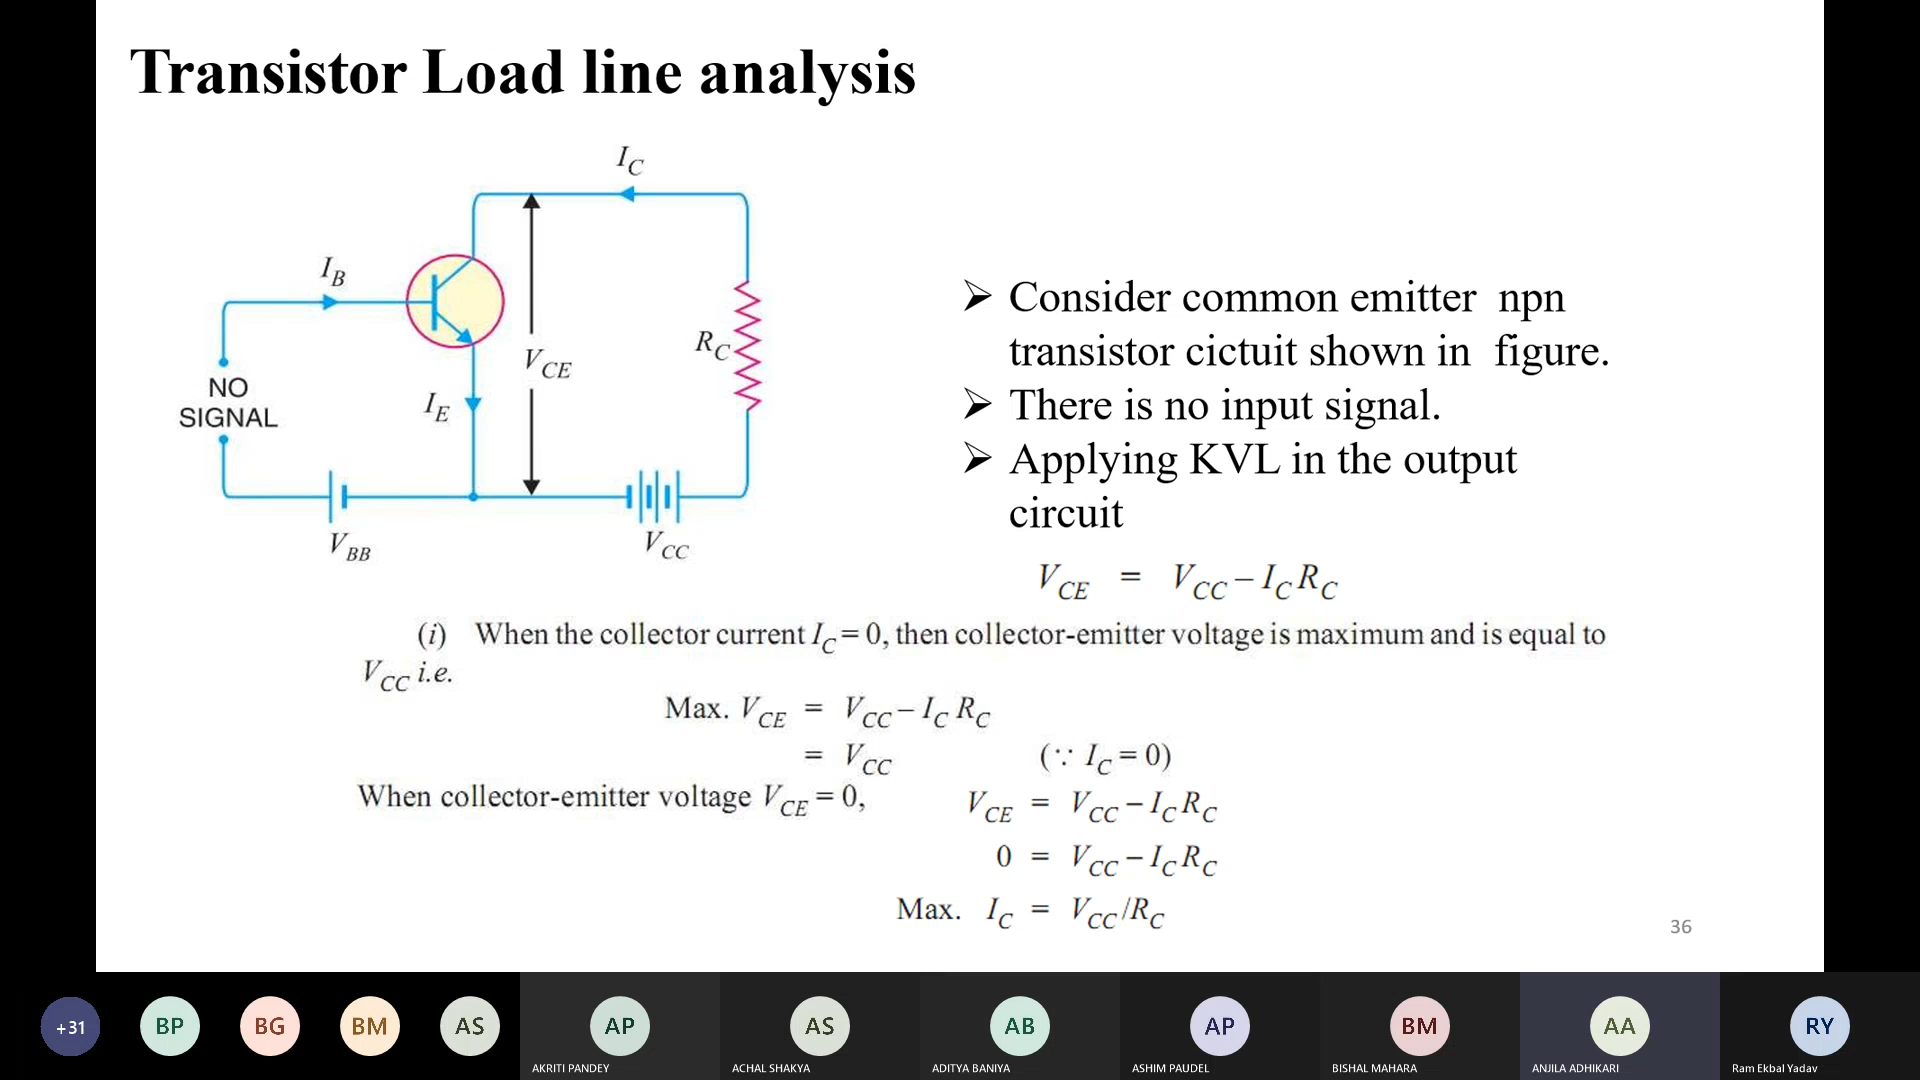 Transistor Load line analysis
I_C
I_B
R_C
V_CE
NO
SIGNAL
I_E
V_BB
V_CC
➢ Consider common emitter npn
transistor cictuit shown in figure.
➢ There is no input signal.
➢ Applying KVL in the output
circuit
V_CE = V_CC – I_C R_C
(i) When the collector current I_C = 0, then collector-emitter voltage is maximum and is equal to
V_CC i.e.
Max. V_CE = V_CC – I_C R_C
= V_CC (∵ I_C = 0)
When collector-emitter voltage V_CE = 0,
V_CE = V_CC – I_C R_C
0 = V_CC – I_C R_C
Max. I_C = V_CC/R_C
36
+31
BP
BG
BM
AS
AP
AKRITI PANDEY
AS
ACHAL SHAKYA
AB
ADITYA BANIYA
AP
ASHIM PAUDEL
BM
BISHAL MAHARA
AA
ANJILA ADHIKARI
RY
Ram Ekbal Yadav